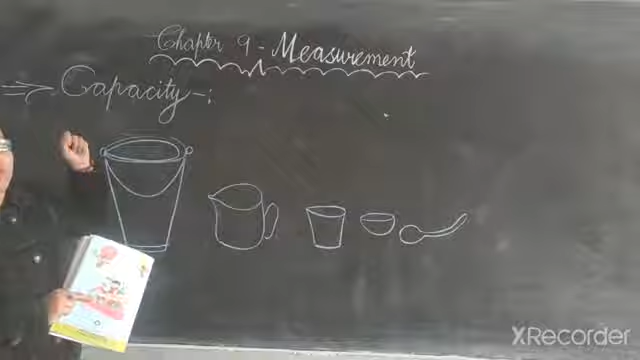 Chapter 9 - Measurement
⇒ Capacity -:
XRecorder